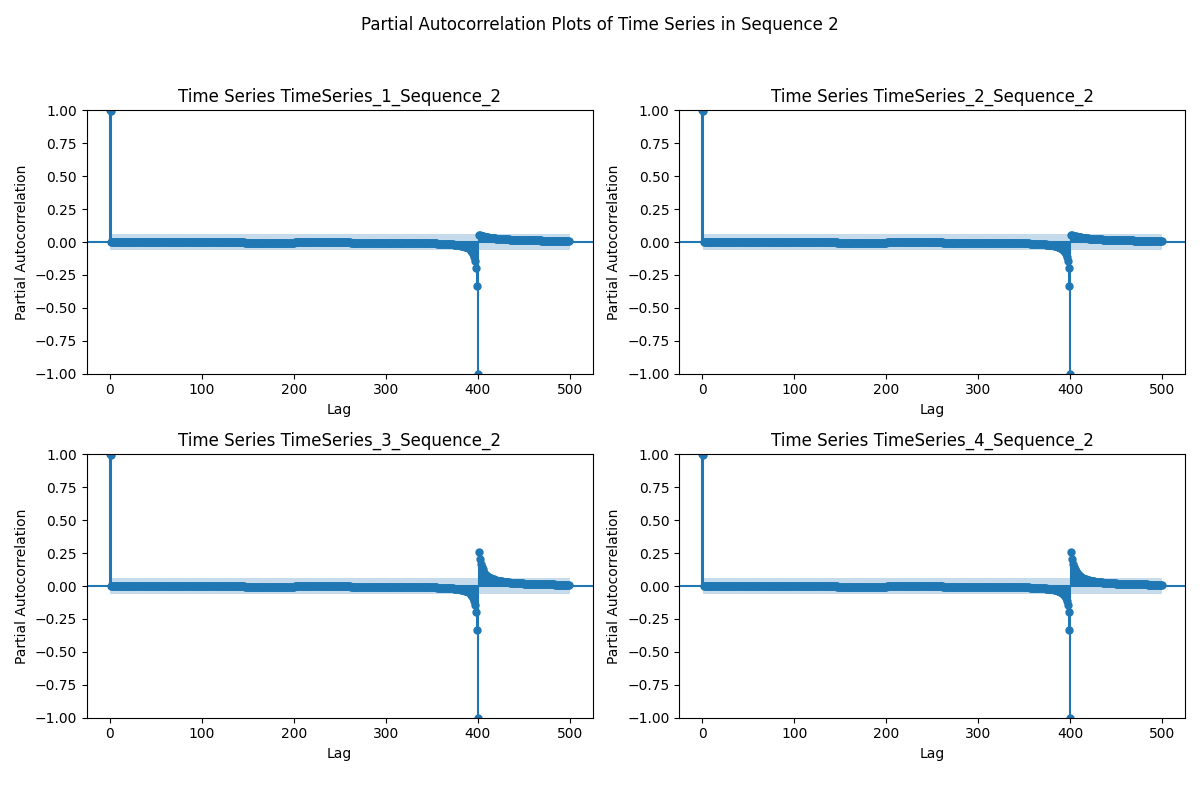 Partial Autocorrelation Plots of Time Series in Sequence 2
Time Series TimeSeries_1_Sequence_2
1.00
0.75
0.50
0.25
0.00
−0.25
−0.50
−0.75
−1.00
Partial Autocorrelation
0 100 200 300 400 500
Lag
Time Series TimeSeries_2_Sequence_2
1.00
0.75
0.50
0.25
0.00
−0.25
−0.50
−0.75
−1.00
Partial Autocorrelation
0 100 200 300 400 500
Lag
Time Series TimeSeries_3_Sequence_2
1.00
0.75
0.50
0.25
0.00
−0.25
−0.50
−0.75
−1.00
Partial Autocorrelation
0 100 200 300 400 500
Lag
Time Series TimeSeries_4_Sequence_2
1.00
0.75
0.50
0.25
0.00
−0.25
−0.50
−0.75
−1.00
Partial Autocorrelation
0 100 200 300 400 500
Lag